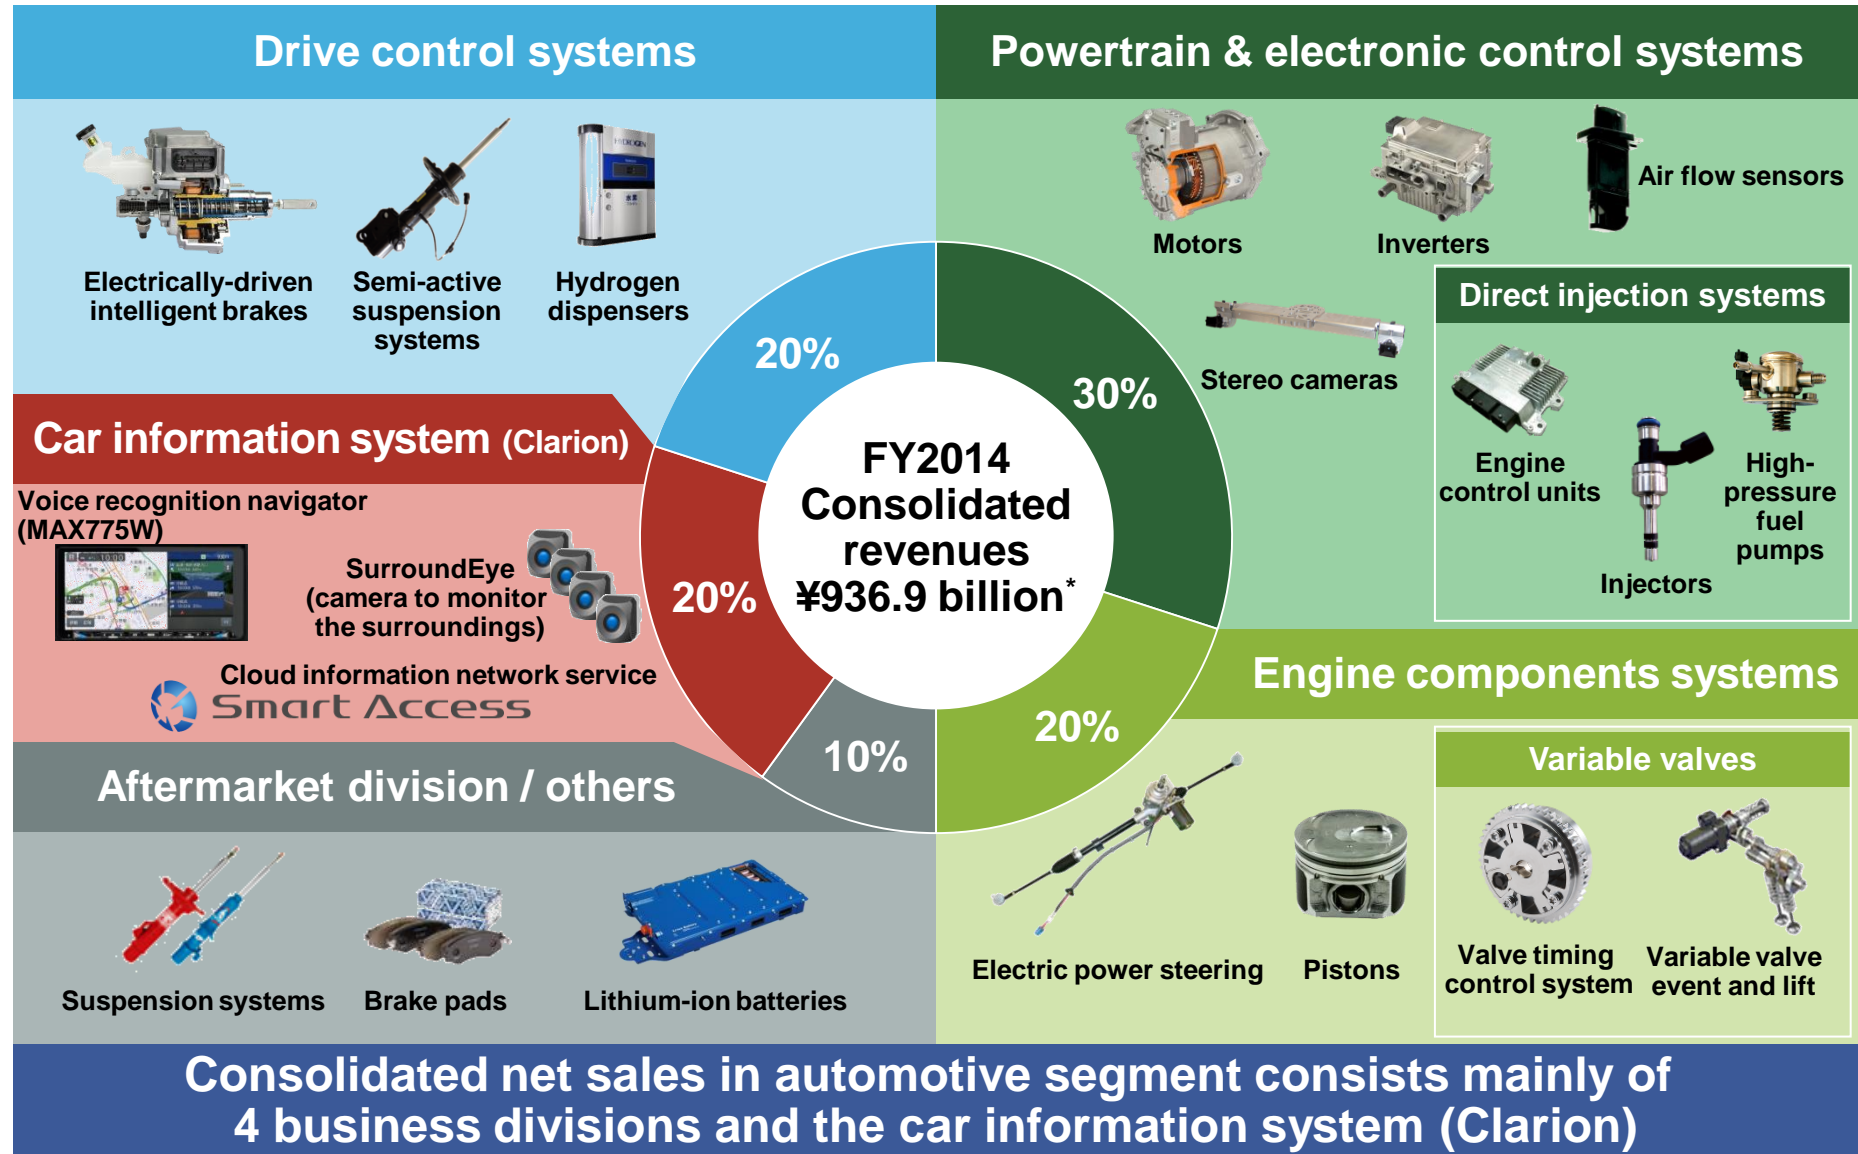 Drive control systems
Powertrain & electronic control systems
HYDROGEN
Electrically-driven
intelligent brakes
Semi-active
suspension
systems
Hydrogen
dispensers
Motors
Inverters
Air flow sensors
Stereo cameras
Direct injection systems
Engine
control units
Injectors
High-
pressure
fuel
pumps
20%
30%
20%
20%
10%
FY2014
Consolidated
revenues
¥936.9 billion*
Car information system (Clarion)
Voice recognition navigator
(MAX775W)
SurroundEye
(camera to monitor
the surroundings)
Cloud information network service
Smart Access
Engine components systems
Electric power steering
Pistons
Variable valves
Valve timing
control system
Variable valve
event and lift
Aftermarket division / others
Suspension systems
Brake pads
Lithium-ion batteries
Consolidated net sales in automotive segment consists mainly of
4 business divisions and the car information system (Clarion)